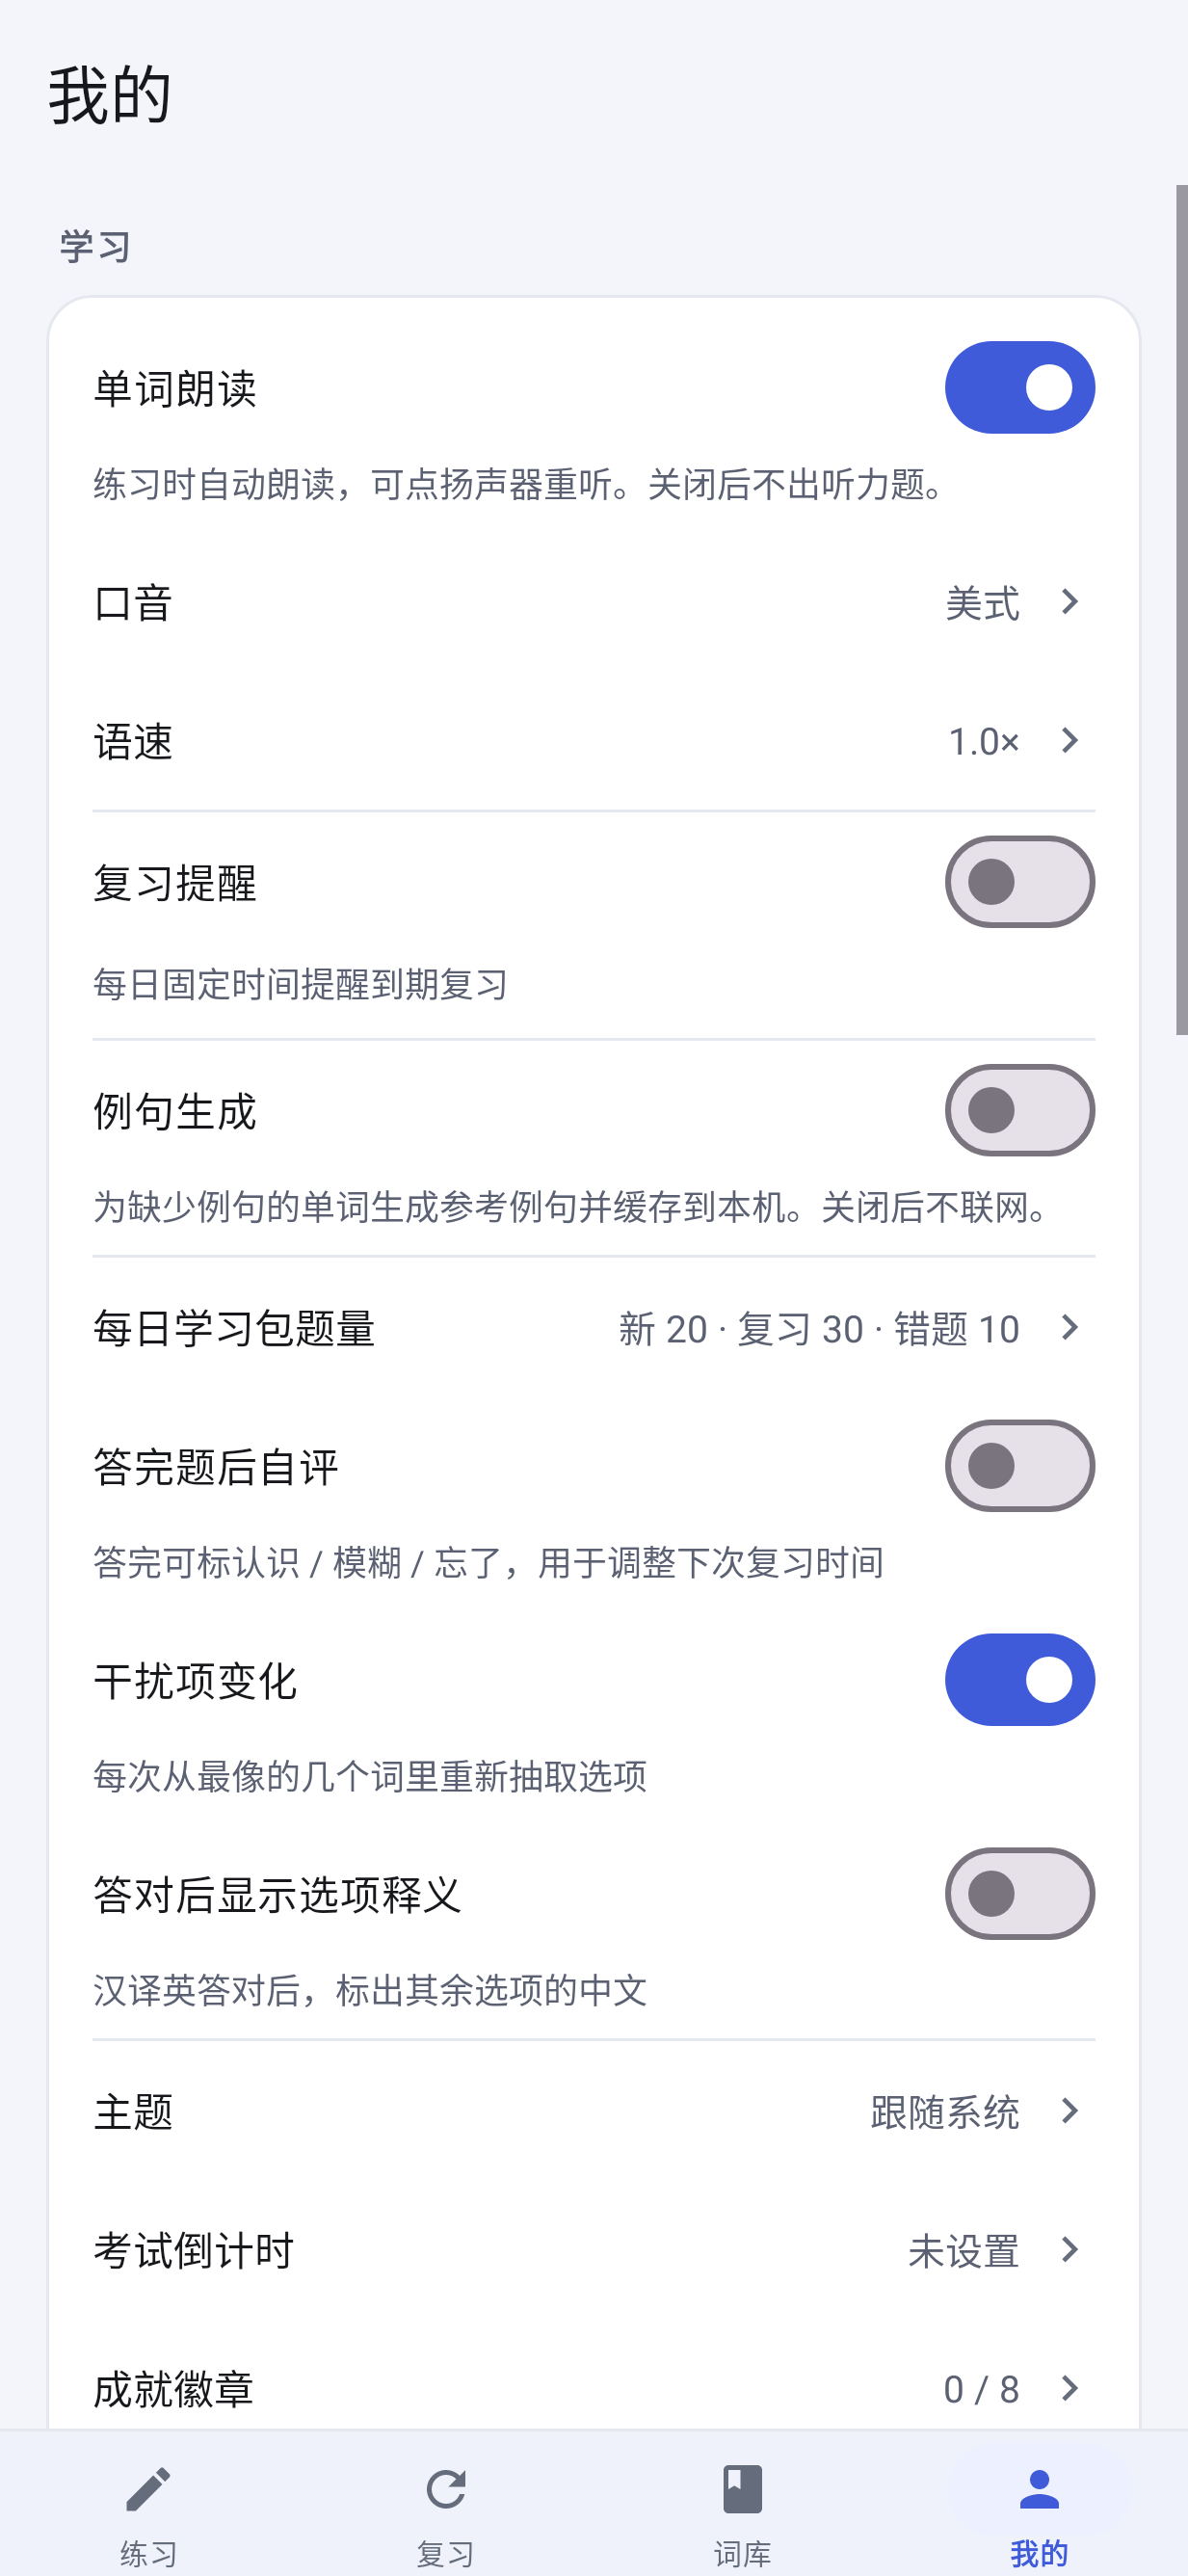 我的
学习
单词朗读
练习时自动朗读，可点扬声器重听。关闭后不出听力题。
口音 美式
语速 1.0×
复习提醒
每日固定时间提醒到期复习
例句生成
为缺少例句的单词生成参考例句并缓存到本机。关闭后不联网。
每日学习包题量 新 20 · 复习 30 · 错题 10
答完题后自评
答完可标认识 / 模糊 / 忘了，用于调整下次复习时间
干扰项变化
每次从最像的几个词里重新抽取选项
答对后显示选项释义
汉译英答对后，标出其余选项的中文
主题 跟随系统
考试倒计时 未设置
成就徽章 0 / 8
练习 复习 词库 我的